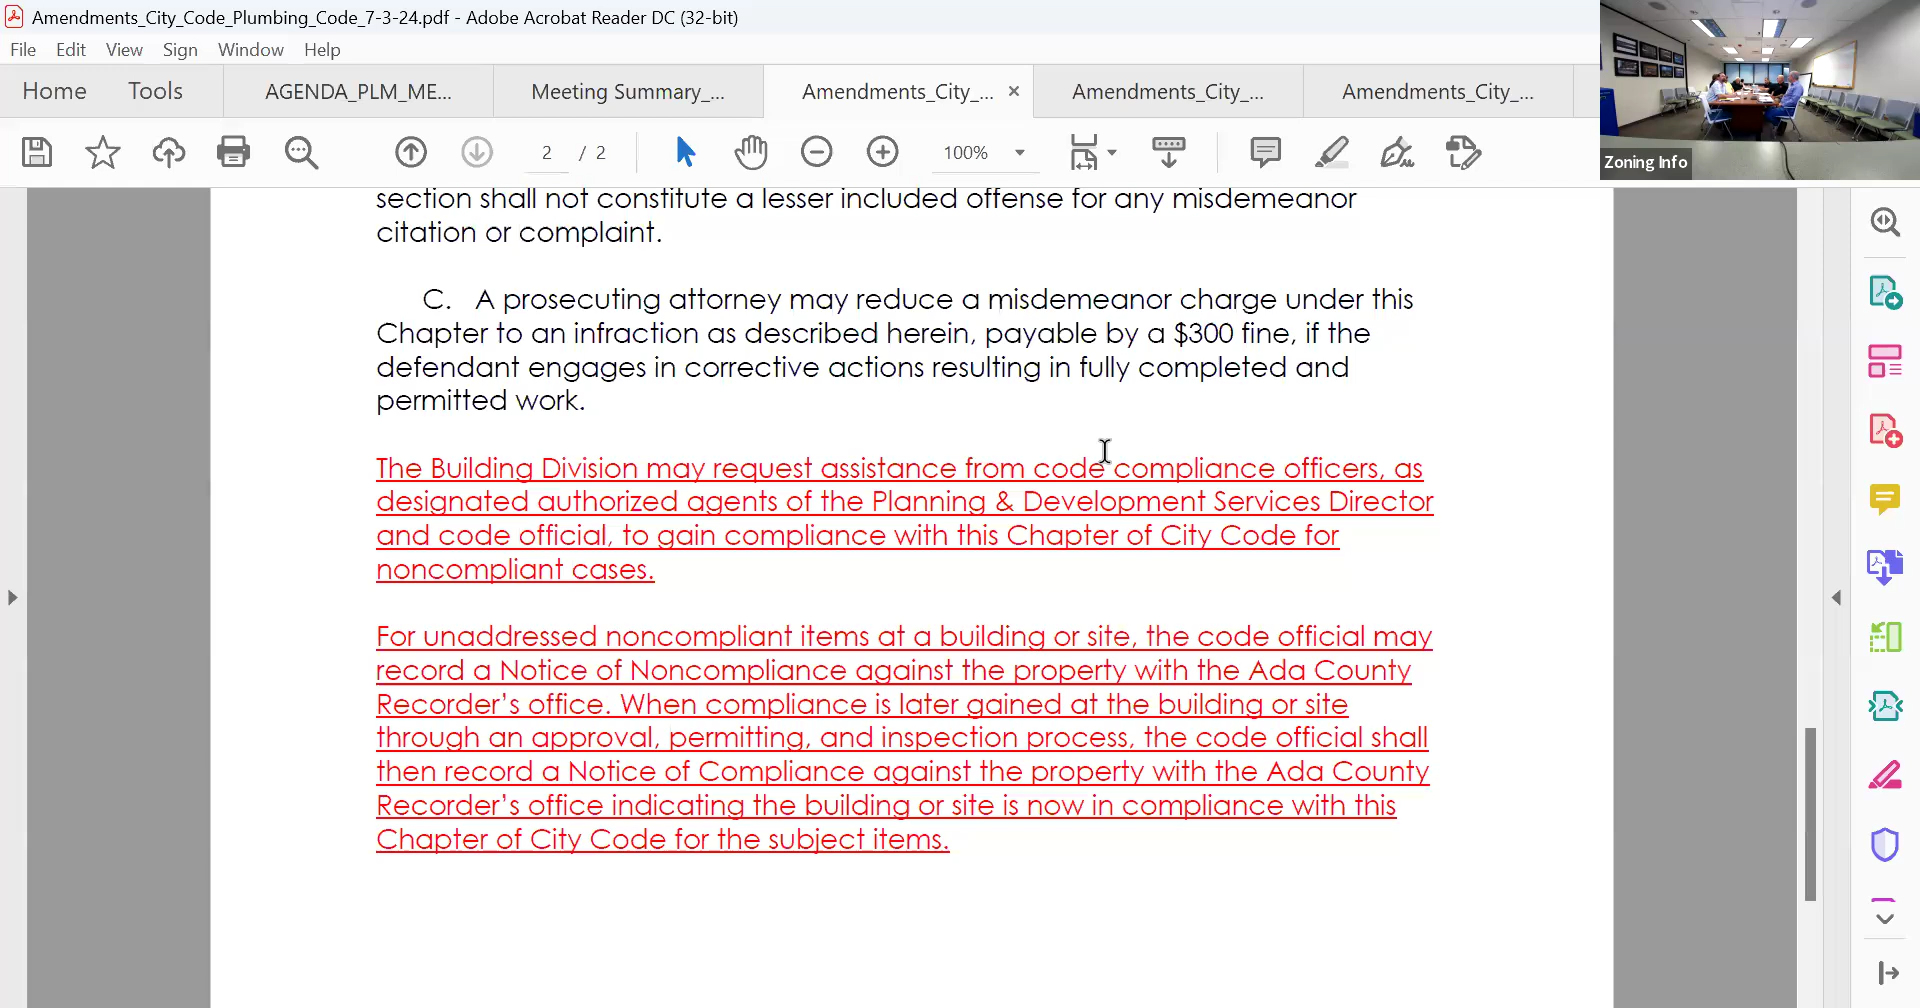 Amendments_City_Code_Plumbing_Code_7-3-24.pdf - Adobe Acrobat Reader DC (32-bit)
File Edit View Sign Window Help
Home Tools AGENDA_PLM_ME... Meeting Summary_... Amendments_City_... × Amendments_City_... Amendments_City_...
2 / 2 100%
Zoning Info
section shall not constitute a lesser included offense for any misdemeanor
citation or complaint.
C. A prosecuting attorney may reduce a misdemeanor charge under this
Chapter to an infraction as described herein, payable by a $300 fine, if the
defendant engages in corrective actions resulting in fully completed and
permitted work.
The Building Division may request assistance from code compliance officers, as
designated authorized agents of the Planning & Development Services Director
and code official, to gain compliance with this Chapter of City Code for
noncompliant cases.
For unaddressed noncompliant items at a building or site, the code official may
record a Notice of Noncompliance against the property with the Ada County
Recorder’s office. When compliance is later gained at the building or site
through an approval, permitting, and inspection process, the code official shall
then record a Notice of Compliance against the property with the Ada County
Recorder’s office indicating the building or site is now in compliance with this
Chapter of City Code for the subject items.